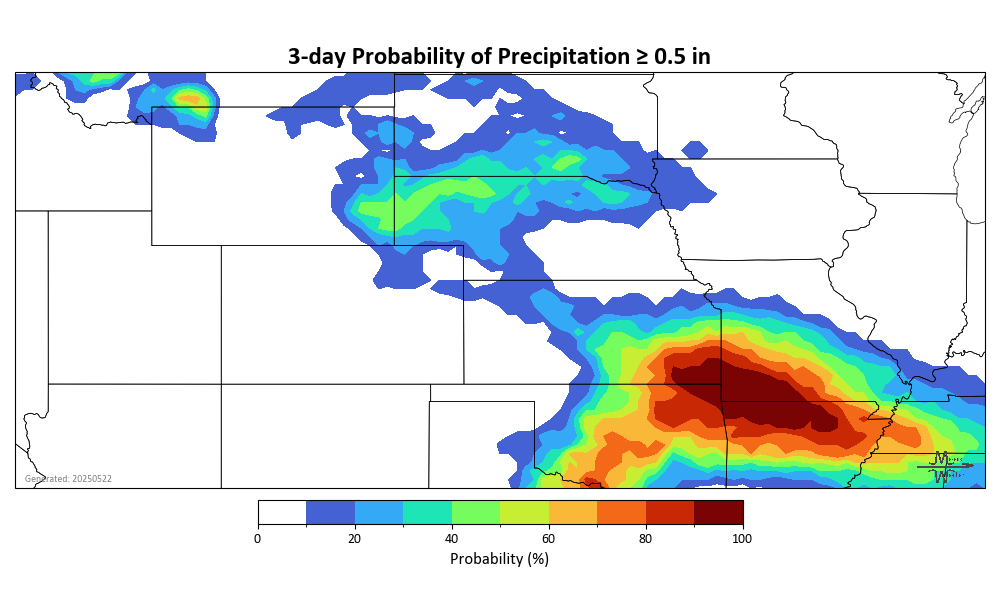 3-day Probability of Precipitation ≥ 0.5 in
Generated: 20250522
0 20 40 60 80 100
Probability (%)